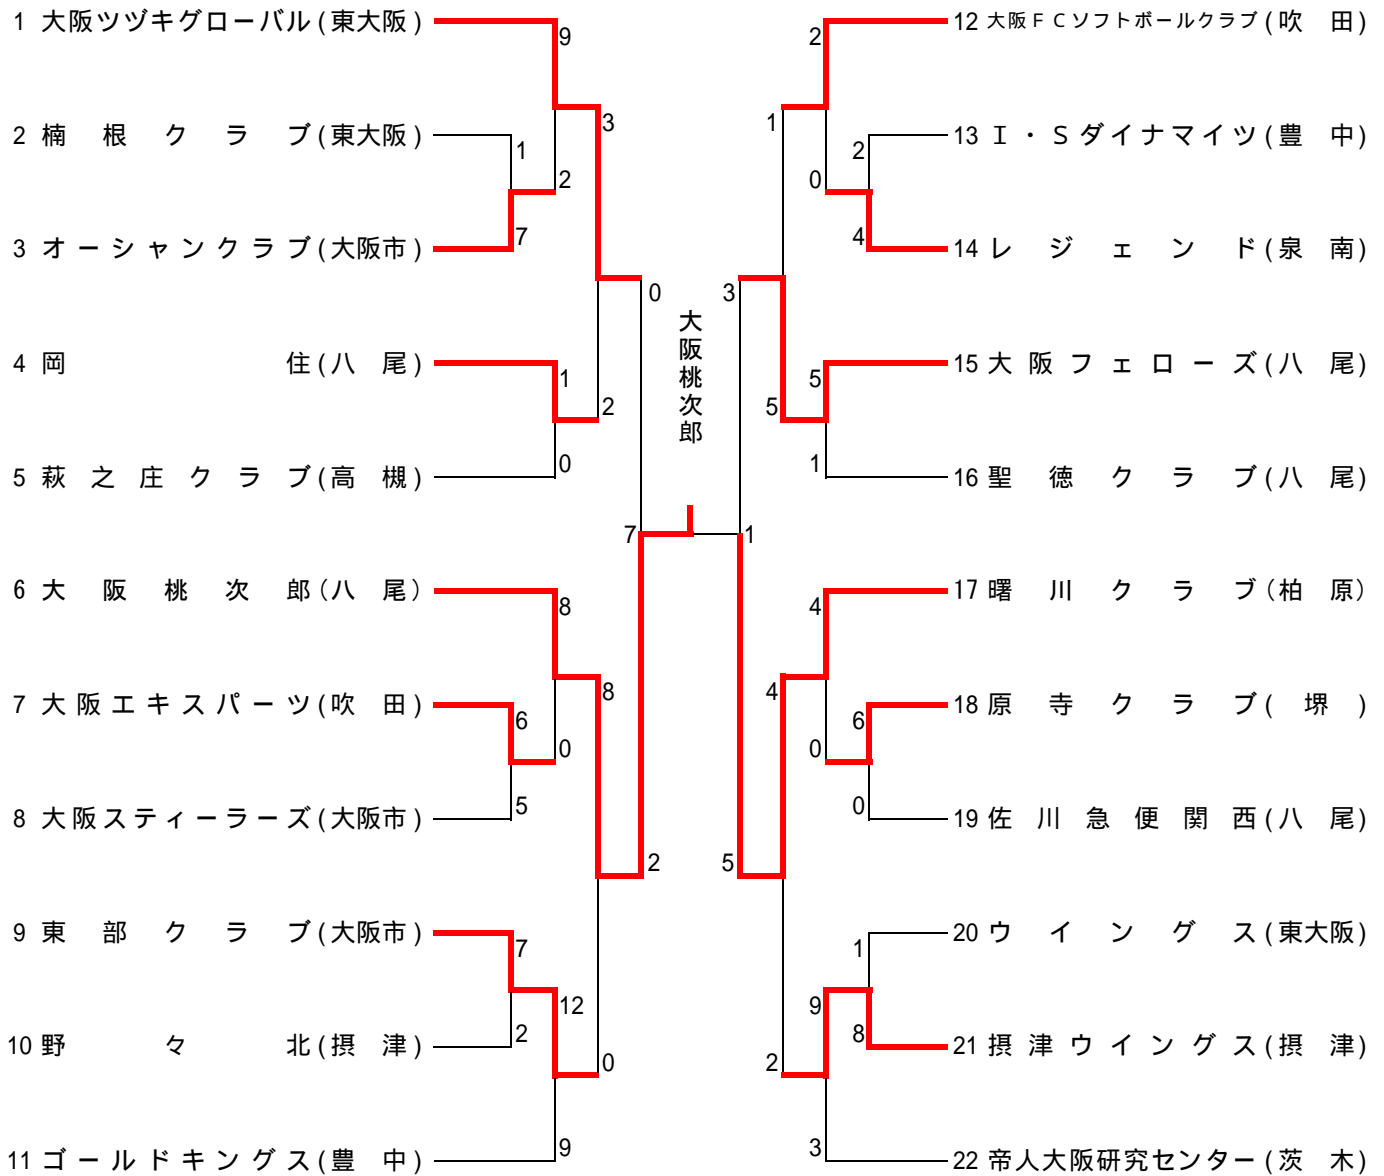 1 大阪ツヅキグローバル(東大阪)
9
2 楠根クラブ(東大阪)
1
2
3
3 オーシャンクラブ(大阪市)
7
0
4 岡住(八尾)
1
2
5 萩之庄クラブ(高槻)
0
7
6 大阪桃次郎(八尾)
8
8
7 大阪エキスパーツ(吹田)
6
0
8 大阪スティーラーズ(大阪市)
5
2
9 東部クラブ(大阪市)
7
12
10 野々北(摂津)
2
0
11 ゴールドキングス(豊中)
9
大阪桃次郎
12 大阪FCソフトボールクラブ(吹田)
2
1
13 I・Sダイナマイツ(豊中)
2
0
14 レジェンド(泉南)
4
3
15 大阪フェローズ(八尾)
5
5
16 聖徳クラブ(八尾)
1
1
17 曙川クラブ(柏原)
4
4
18 原寺クラブ(堺)
6
0
19 佐川急便関西(八尾)
0
5
20 ウイングス(東大阪)
1
9
21 摂津ウイングス(摂津)
8
2
22 帝人大阪研究センター(茨木)
3